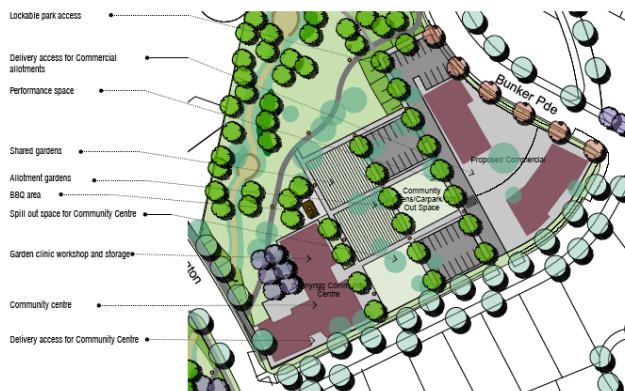 Lockable park access
Delivery access for Commercial
allotments
Performance space
Shared gardens
Allotment gardens
BBQ area
Spill out space for Community Centre
Garden clinic workshop and storage
Community centre
Delivery access for Community Centre
Bunker Pde
Proposed Commercial
Community
Out Space
Community
Centre